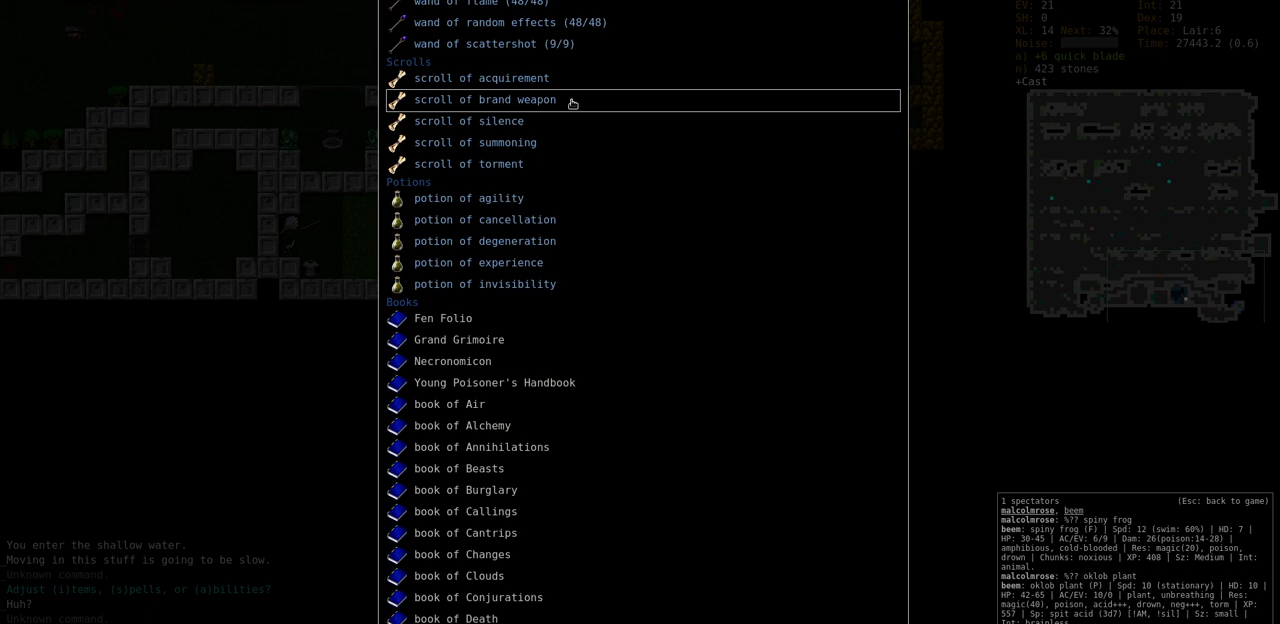 wand of flame (48/48)
wand of random effects (48/48)
wand of scattershot (9/9)
Scrolls
scroll of acquirement
scroll of brand weapon
scroll of silence
scroll of summoning
scroll of torment
Potions
potion of agility
potion of cancellation
potion of degeneration
potion of experience
potion of invisibility
Books
Fen Folio
Grand Grimoire
Necronomicon
Young Poisoner's Handbook
book of Air
book of Alchemy
book of Annihilations
book of Beasts
book of Burglary
book of Callings
book of Cantrips
book of Changes
book of Clouds
book of Conjurations
book of Death
EV: 21 Int: 21
SH: 0 Dex: 19
XL: 14 Next: 32% Place: Lair:6
Noise: Time: 27443.2 (0.6)
a) +6 quick blade
n) 423 stones
+Cast
You enter the shallow water.
_Moving in this stuff is going to be slow.
_Unknown command.
Adjust (i)tems, (s)pells, or (a)bilities?
Huh?
_Unknown command.
1 spectators (Esc: back to game)
malcolmrose, beem
malcolmrose: %?? spiny frog
beem: spiny frog (F) | Spd: 12 (swim: 60%) | HD: 7 |
HP: 30-45 | AC/EV: 6/9 | Dam: 26(poison:14-28) |
amphibious, cold-blooded | Res: magic(20), poison,
drown | Chunks: noxious | XP: 408 | Sz: Medium | Int:
animal.
malcolmrose: %?? oklob plant
beem: oklob plant (P) | Spd: 10 (stationary) | HD: 10 |
HP: 42-65 | AC/EV: 10/0 | plant, unbreathing | Res:
magic(40), poison, acid+++, drown, neg+++, torm | XP:
557 | Sp: spit acid (3d7) [!AM, !sil] | Sz: small |
Int: brainless